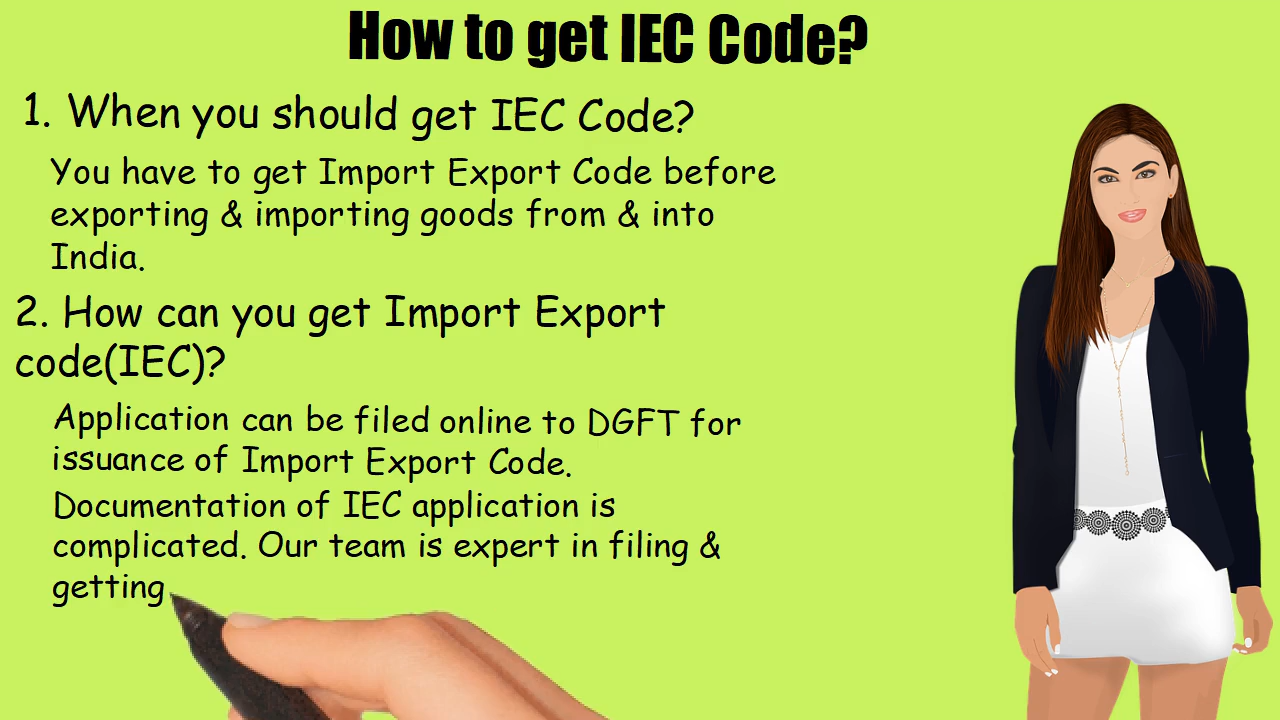 How to get IEC Code?
1. When you should get IEC Code?
You have to get Import Export Code before
exporting & importing goods from & into
India.
2. How can you get Import Export
code(IEC)?
Application can be filed online to DGFT for
issuance of Import Export Code.
Documentation of IEC application is
complicated. Our team is expert in filing &
getting